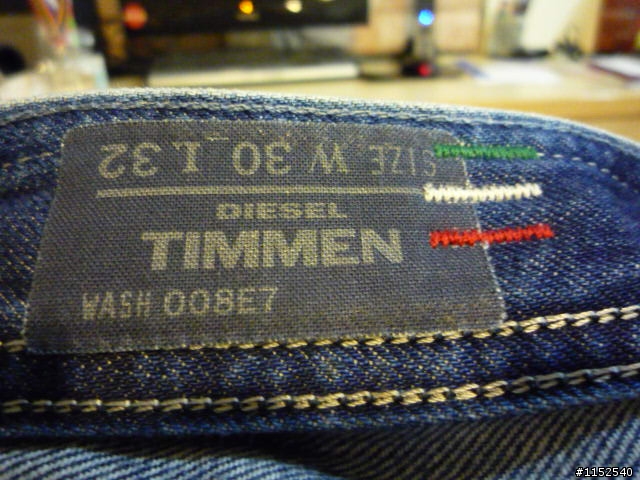 SIZE W 30 L 32
DIESEL
TIMMEN
WASH 008E7
#1152540